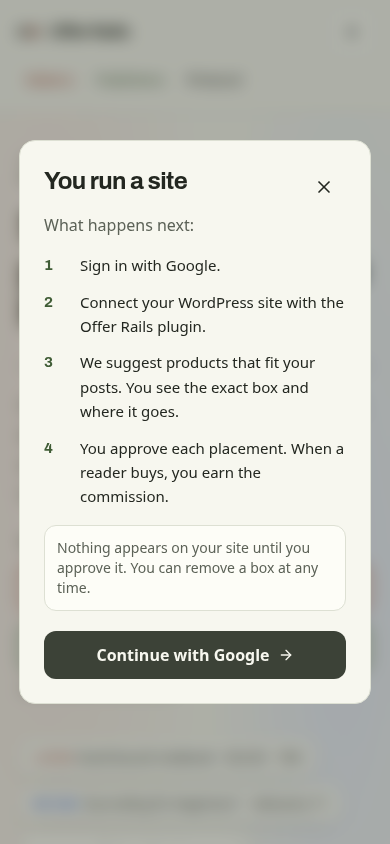 You run a site
What happens next:
1 Sign in with Google.
2 Connect your WordPress site with the
Offer Rails plugin.
3 We suggest products that fit your
posts. You see the exact box and
where it goes.
4 You approve each placement. When a
reader buys, you earn the
commission.
Nothing appears on your site until you
approve it. You can remove a box at any
time.
Continue with Google →